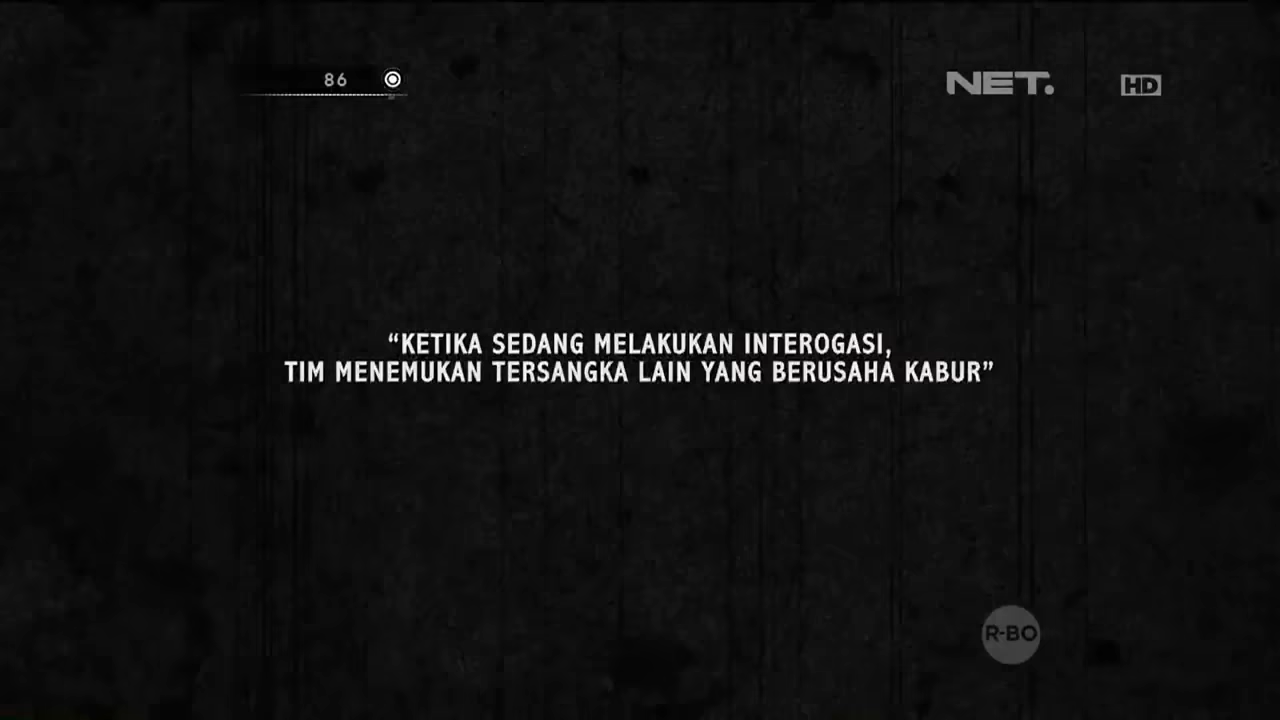 86
NET.
HD
“KETIKA SEDANG MELAKUKAN INTEROGASI,
TIM MENEMUKAN TERSANGKA LAIN YANG BERUSAHA KABUR”
R-BO